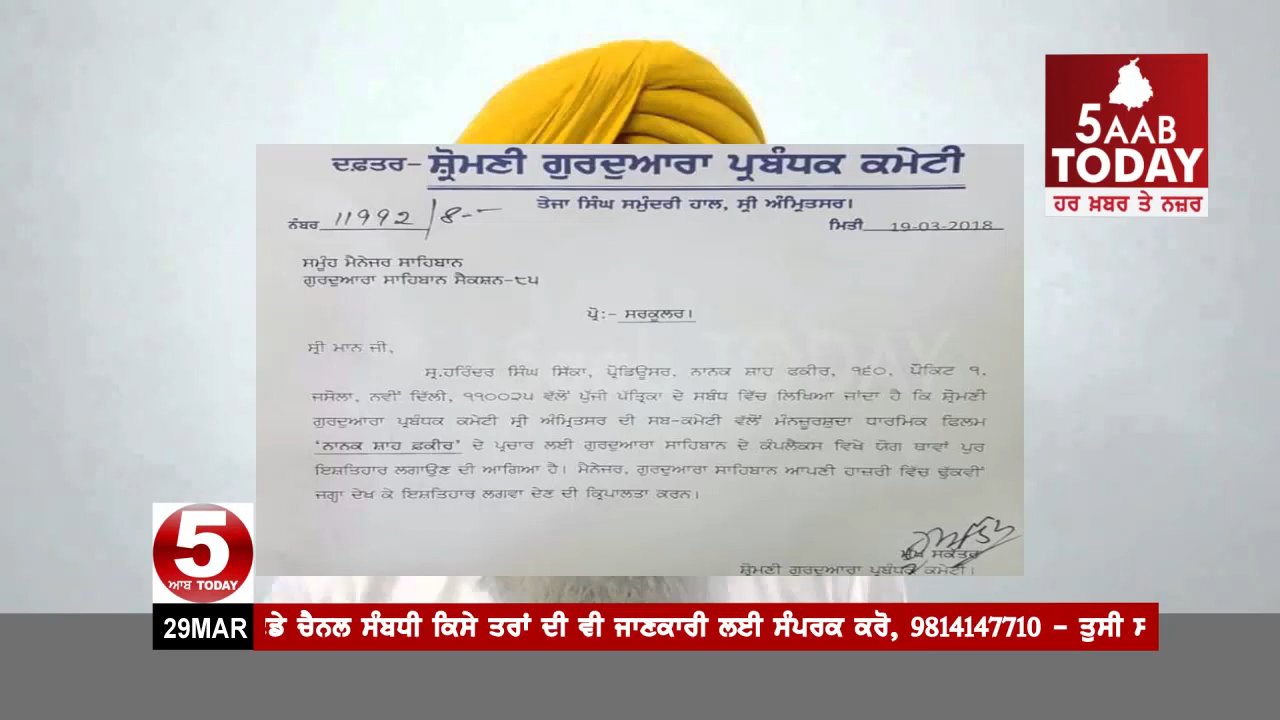 5AAB
TODAY
ਹਰ ਖ਼ਬਰ ਤੇ ਨਜ਼ਰ
ਦਫ਼ਤਰ- ਸ਼੍ਰੋਮਣੀ ਗੁਰਦੁਆਰਾ ਪ੍ਰਬੰਧਕ ਕਮੇਟੀ
ਤੇਜਾ ਸਿੰਘ ਸਮੁੰਦਰੀ ਹਾਲ, ਸ੍ਰੀ ਅੰਮ੍ਰਿਤਸਰ।
ਨੰਬਰ 11992/8-- ਮਿਤੀ 19-03-2018
ਸਮੂੰਹ ਮੈਨੇਜਰ ਸਾਹਿਬਾਨ
ਗੁਰਦੁਆਰਾ ਸਾਹਿਬਾਨ ਸੈਕਸ਼ਨ-੮੫
ਪ੍ਰੋ:- ਸਰਕੂਲਰ।
ਸ੍ਰੀ ਮਾਨ ਜੀ,
ਸ੍ਰ.ਹਰਿੰਦਰ ਸਿੰਘ ਸਿੱਕਾ, ਪ੍ਰੋਡਿਊਸਰ, ਨਾਨਕ ਸ਼ਾਹ ਫਕੀਰ, ੧੬੦, ਪੌਕਿਟ ੧,
ਜਸੋਲਾ, ਨਵੀਂ ਦਿੱਲੀ, ੧੧੦੦੨੫ ਵੱਲੋਂ ਪੁੱਜੀ ਪੱਤ੍ਰਿਕਾ ਦੇ ਸਬੰਧ ਵਿੱਚ ਲਿਖਿਆ ਜਾਂਦਾ ਹੈ ਕਿ ਸ਼੍ਰੋਮਣੀ
ਗੁਰਦੁਆਰਾ ਪ੍ਰਬੰਧਕ ਕਮੇਟੀ ਸ੍ਰੀ ਅੰਮ੍ਰਿਤਸਰ ਦੀ ਸਬ-ਕਮੇਟੀ ਵੱਲੋਂ ਮੰਨਜ਼ੂਰਸ਼ੁਦਾ ਧਾਰਮਿਕ ਫਿਲਮ
'ਨਾਨਕ ਸ਼ਾਹ ਫ਼ਕੀਰ' ਦੇ ਪ੍ਰਚਾਰ ਲਈ ਗੁਰਦੁਆਰਾ ਸਾਹਿਬਾਨ ਦੇ ਕੰਪਲੈਕਸ ਵਿਖੇ ਯੋਗ ਥਾਵਾਂ ਪੁਰ
ਇਸ਼ਤਿਹਾਰ ਲਗਾਉਣ ਦੀ ਆਗਿਆ ਹੈ। ਮੈਨੇਜਰ, ਗੁਰਦੁਆਰਾ ਸਾਹਿਬਾਨ ਆਪਣੀ ਹਾਜ਼ਰੀ ਵਿੱਚ ਢੁੱਕਵੀਂ
ਜਗ੍ਹਾ ਦੇਖ ਕੇ ਇਸ਼ਤਿਹਾਰ ਲਗਵਾ ਦੇਣ ਦੀ ਕ੍ਰਿਪਾਲਤਾ ਕਰਨ।
ਮੁੱਖ ਸਕੱਤਰ
ਸ਼੍ਰੋਮਣੀ ਗੁਰਦੁਆਰਾ ਪ੍ਰਬੰਧਕ ਕਮੇਟੀ।
5
ਆਬ TODAY
29MAR ਡੇ ਚੈਨਲ ਸੰਬਧੀ ਕਿਸੇ ਤਰਾਂ ਦੀ ਵੀ ਜਾਣਕਾਰੀ ਲਈ ਸੰਪਰਕ ਕਰੋ, 9814147710 - ਤੁਸੀ